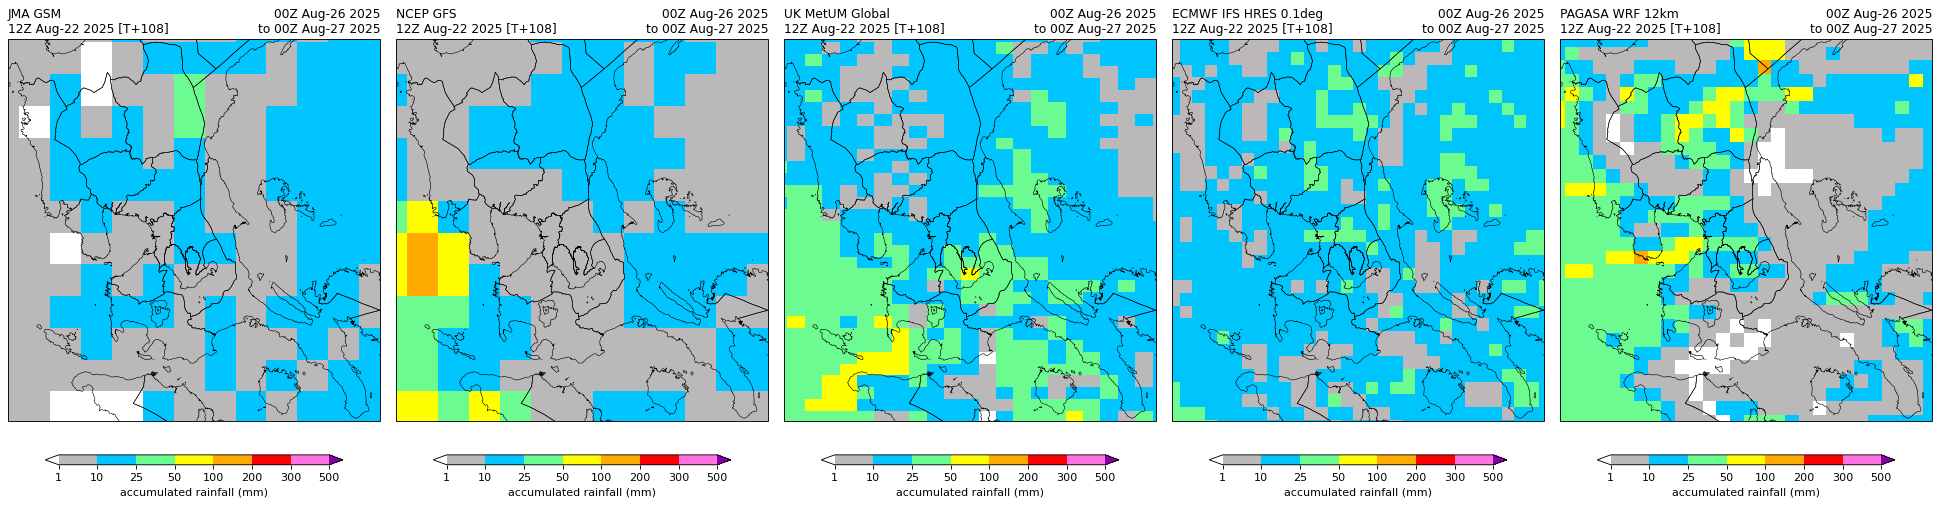 JMA GSM
00Z Aug-26 2025
12Z Aug-22 2025 [T+108]
to 00Z Aug-27 2025
NCEP GFS
00Z Aug-26 2025
12Z Aug-22 2025 [T+108]
to 00Z Aug-27 2025
UK MetUM Global
00Z Aug-26 2025
12Z Aug-22 2025 [T+108]
to 00Z Aug-27 2025
ECMWF IFS HRES 0.1deg
00Z Aug-26 2025
12Z Aug-22 2025 [T+108]
to 00Z Aug-27 2025
PAGASA WRF 12km
00Z Aug-26 2025
12Z Aug-22 2025 [T+108]
to 00Z Aug-27 2025
1 10 25 50 100 200 300 500
accumulated rainfall (mm)
1 10 25 50 100 200 300 500
accumulated rainfall (mm)
1 10 25 50 100 200 300 500
accumulated rainfall (mm)
1 10 25 50 100 200 300 500
accumulated rainfall (mm)
1 10 25 50 100 200 300 500
accumulated rainfall (mm)